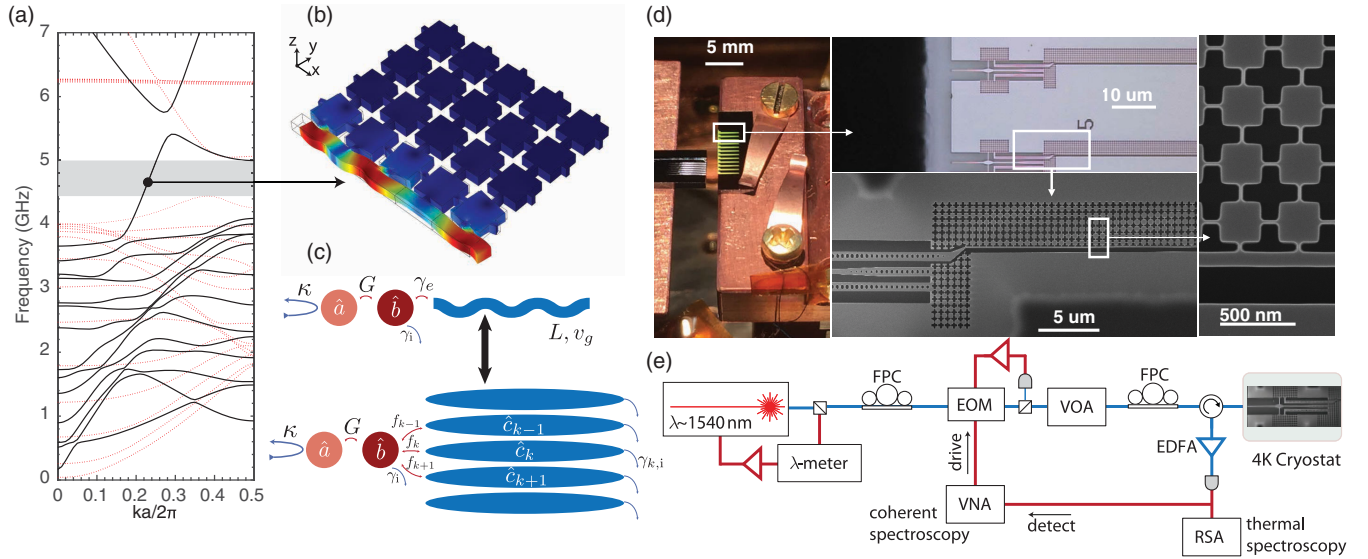 (a)
7
6
5
4
3
2
1
0
Frequency (GHz)
0 0.1 0.2 0.3 0.4 0.5
ka/2π
(b)
z y
x
(c)
κ G γe
â b̂
γi
L, vg
κ G
â b̂
γi
fk−1
fk
fk+1
ĉk−1
ĉk
ĉk+1
γk,i
(d)
5 mm
5
10 um
5 um
500 nm
(e)
λ~1540 nm
λ-meter
FPC
EOM
VOA
FPC
EDFA
4K Cryostat
drive
VNA
coherent
spectroscopy
detect
RSA
thermal
spectroscopy